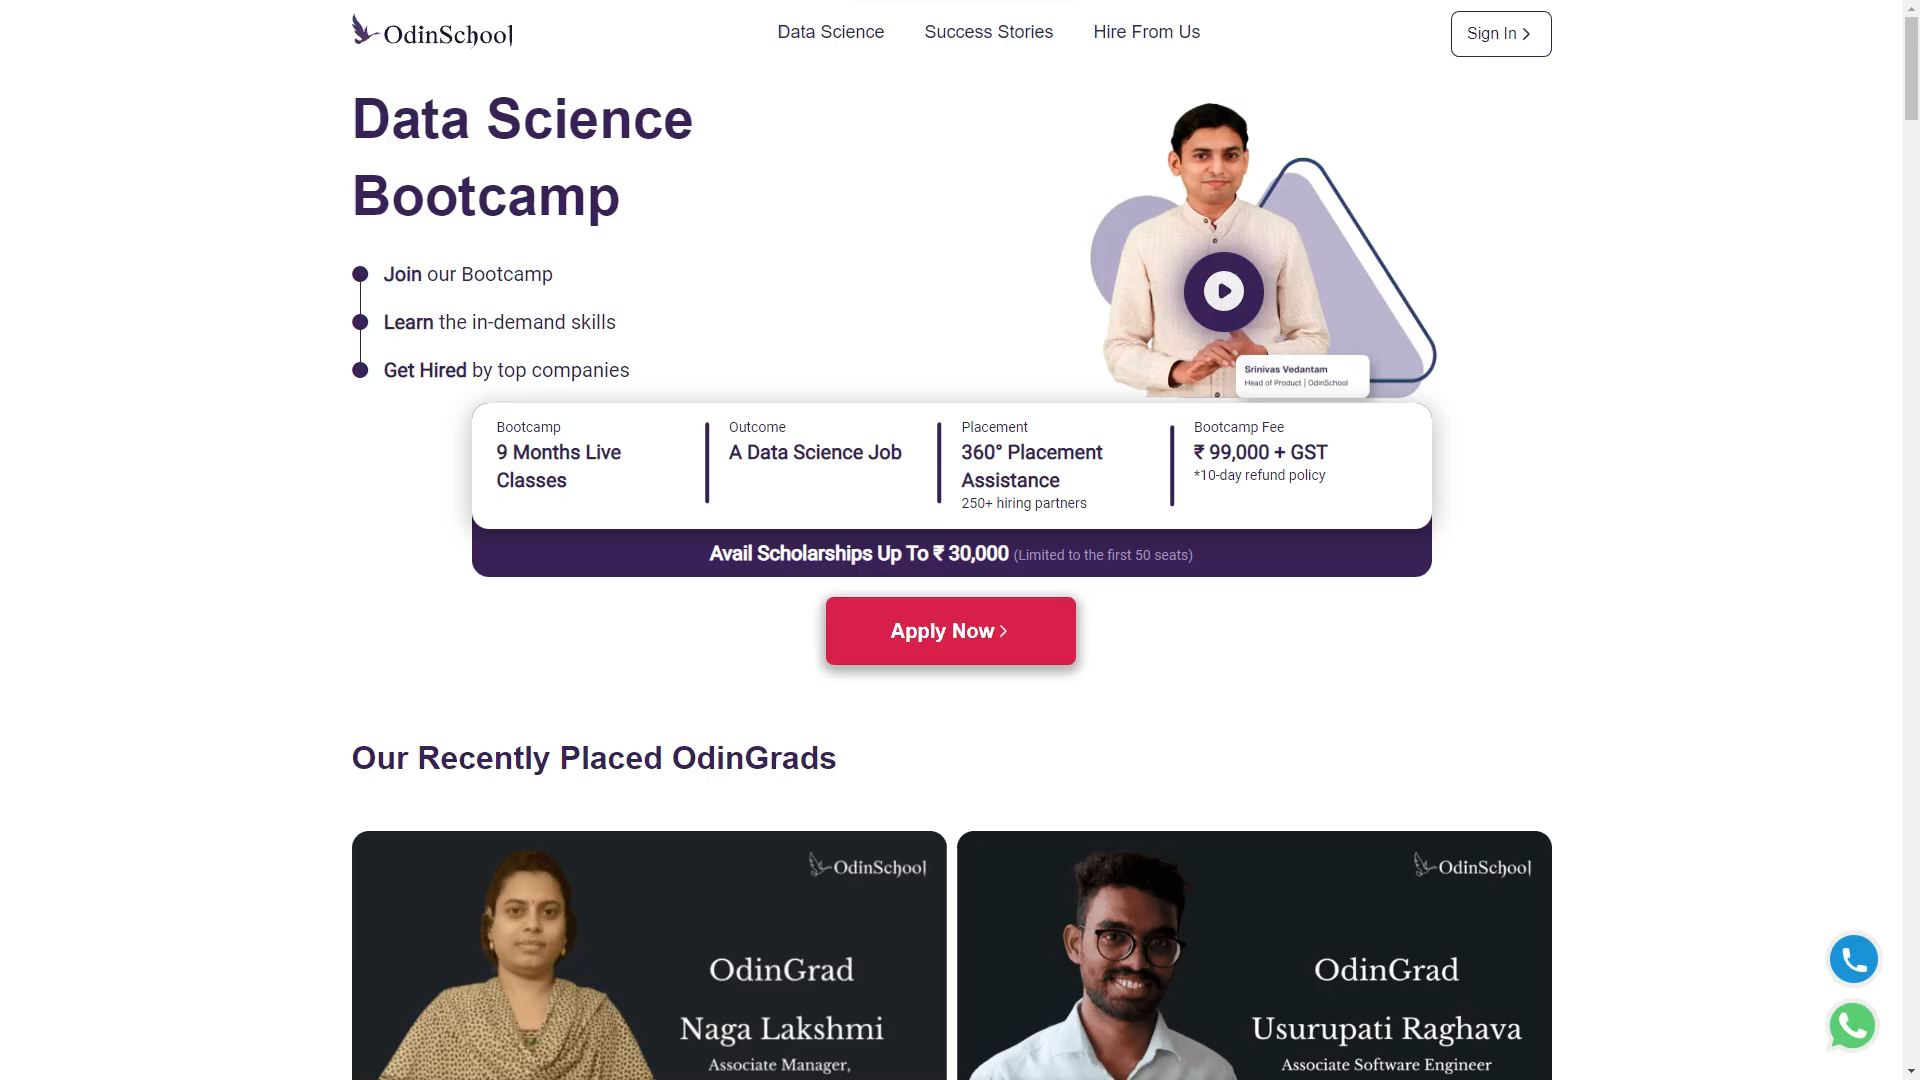 OdinSchool
Data Science
Success Stories
Hire From Us
Sign In
Data Science
Bootcamp
Join our Bootcamp
Learn the in-demand skills
Get Hired by top companies
Srinivas Vedantam
Head of Product | OdinSchool
Bootcamp
9 Months Live
Classes
Outcome
A Data Science Job
Placement
360° Placement
Assistance
250+ hiring partners
Bootcamp Fee
₹ 99,000 + GST
*10-day refund policy
Avail Scholarships Up To ₹ 30,000 (Limited to the first 50 seats)
Apply Now
Our Recently Placed OdinGrads
OdinSchool
OdinGrad
Naga Lakshmi
Associate Manager,
OdinSchool
OdinGrad
Usurupati Raghava
Associate Software Engineer